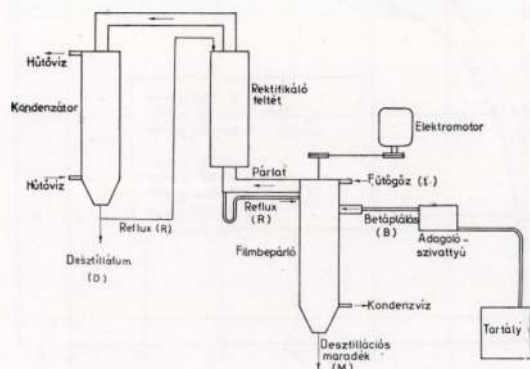 Hűtővíz
Kondenzátor
Hűtővíz
Reflux (R)
Desztillátum
(D)
Rektifikáló
feltét
Párlat
Reflux
(R)
Elektromotor
Fűtőgőz
Betáplálás
(B)
Adagoló-
szivattyú
Filmbepárló
Kondenzvíz
Tartály
Desztillációs
maradék
(M)